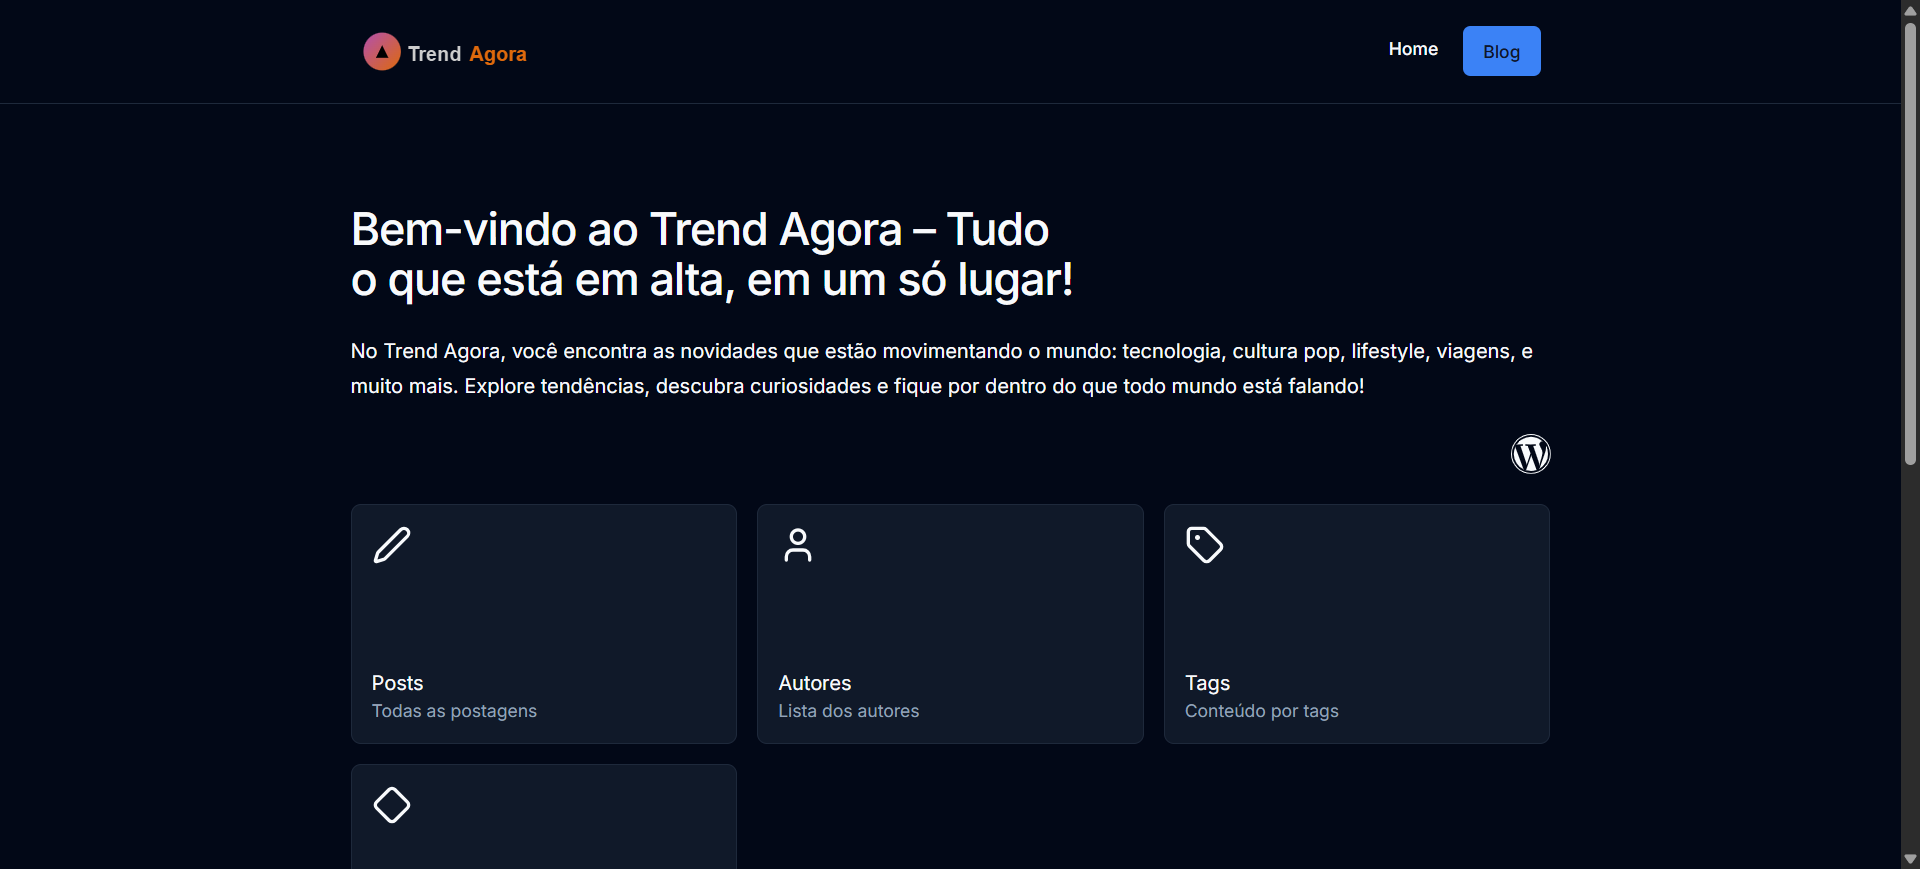 Trend Agora
Home
Blog
Bem-vindo ao Trend Agora – Tudo
o que está em alta, em um só lugar!
No Trend Agora, você encontra as novidades que estão movimentando o mundo: tecnologia, cultura pop, lifestyle, viagens, e
muito mais. Explore tendências, descubra curiosidades e fique por dentro do que todo mundo está falando!
Posts
Todas as postagens
Autores
Lista dos autores
Tags
Conteúdo por tags